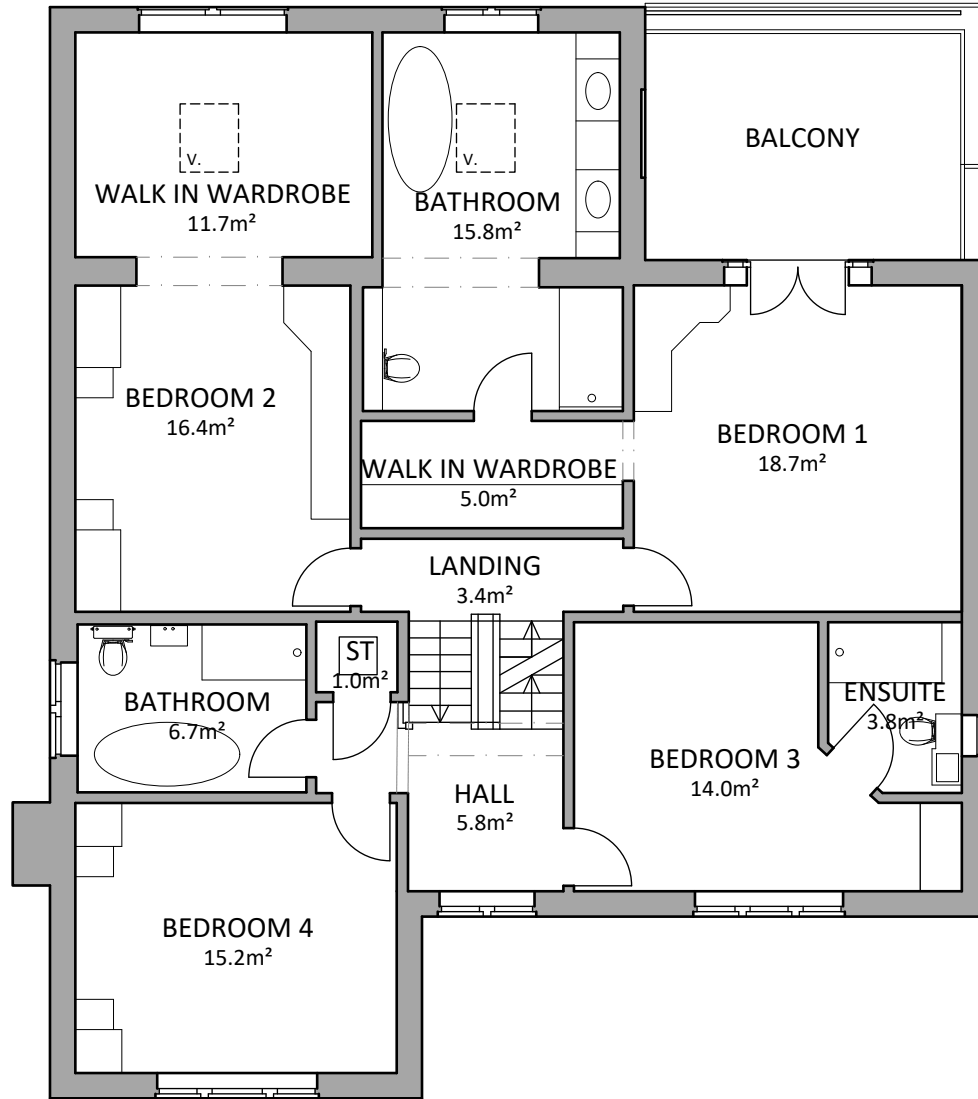 V.
WALK IN WARDROBE
11.7m²
V.
BATHROOM
15.8m²
BALCONY
BEDROOM 2
16.4m²
WALK IN WARDROBE
5.0m²
BEDROOM 1
18.7m²
LANDING
3.4m²
BATHROOM
6.7m²
ST
1.0m²
HALL
5.8m²
BEDROOM 3
14.0m²
ENSUITE
3.8m²
BEDROOM 4
15.2m²